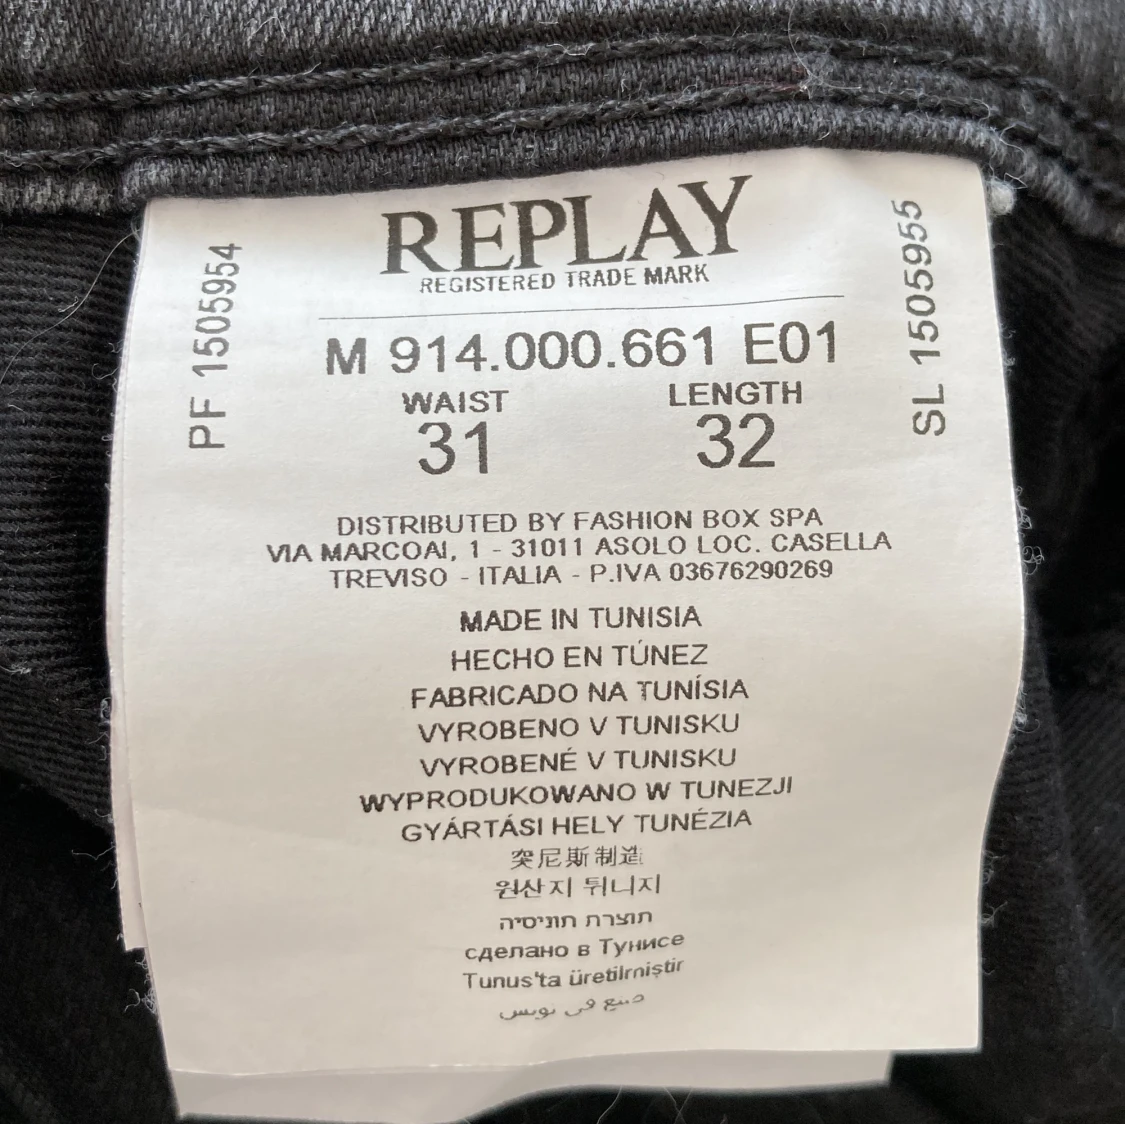 REPLAY
REGISTERED TRADE MARK
PF 1505954
SL 1505955
M 914.000.661 E01
WAIST LENGTH
31 32
DISTRIBUTED BY FASHION BOX SPA
VIA MARCOAI, 1 - 31011 ASOLO LOC. CASELLA
TREVISO - ITALIA - P.IVA 03676290269
MADE IN TUNISIA
HECHO EN TÚNEZ
FABRICADO NA TUNÍSIA
VYROBENO V TUNISKU
VYROBENÉ V TUNISKU
WYPRODUKOWANO W TUNEZJI
GYÁRTÁSI HELY TUNÉZIA
突尼斯制造
원산지 튀니지
תוצרת תוניסיה
сделано в Тунисе
Tunus'ta üretilmiştir
صنع في تونس